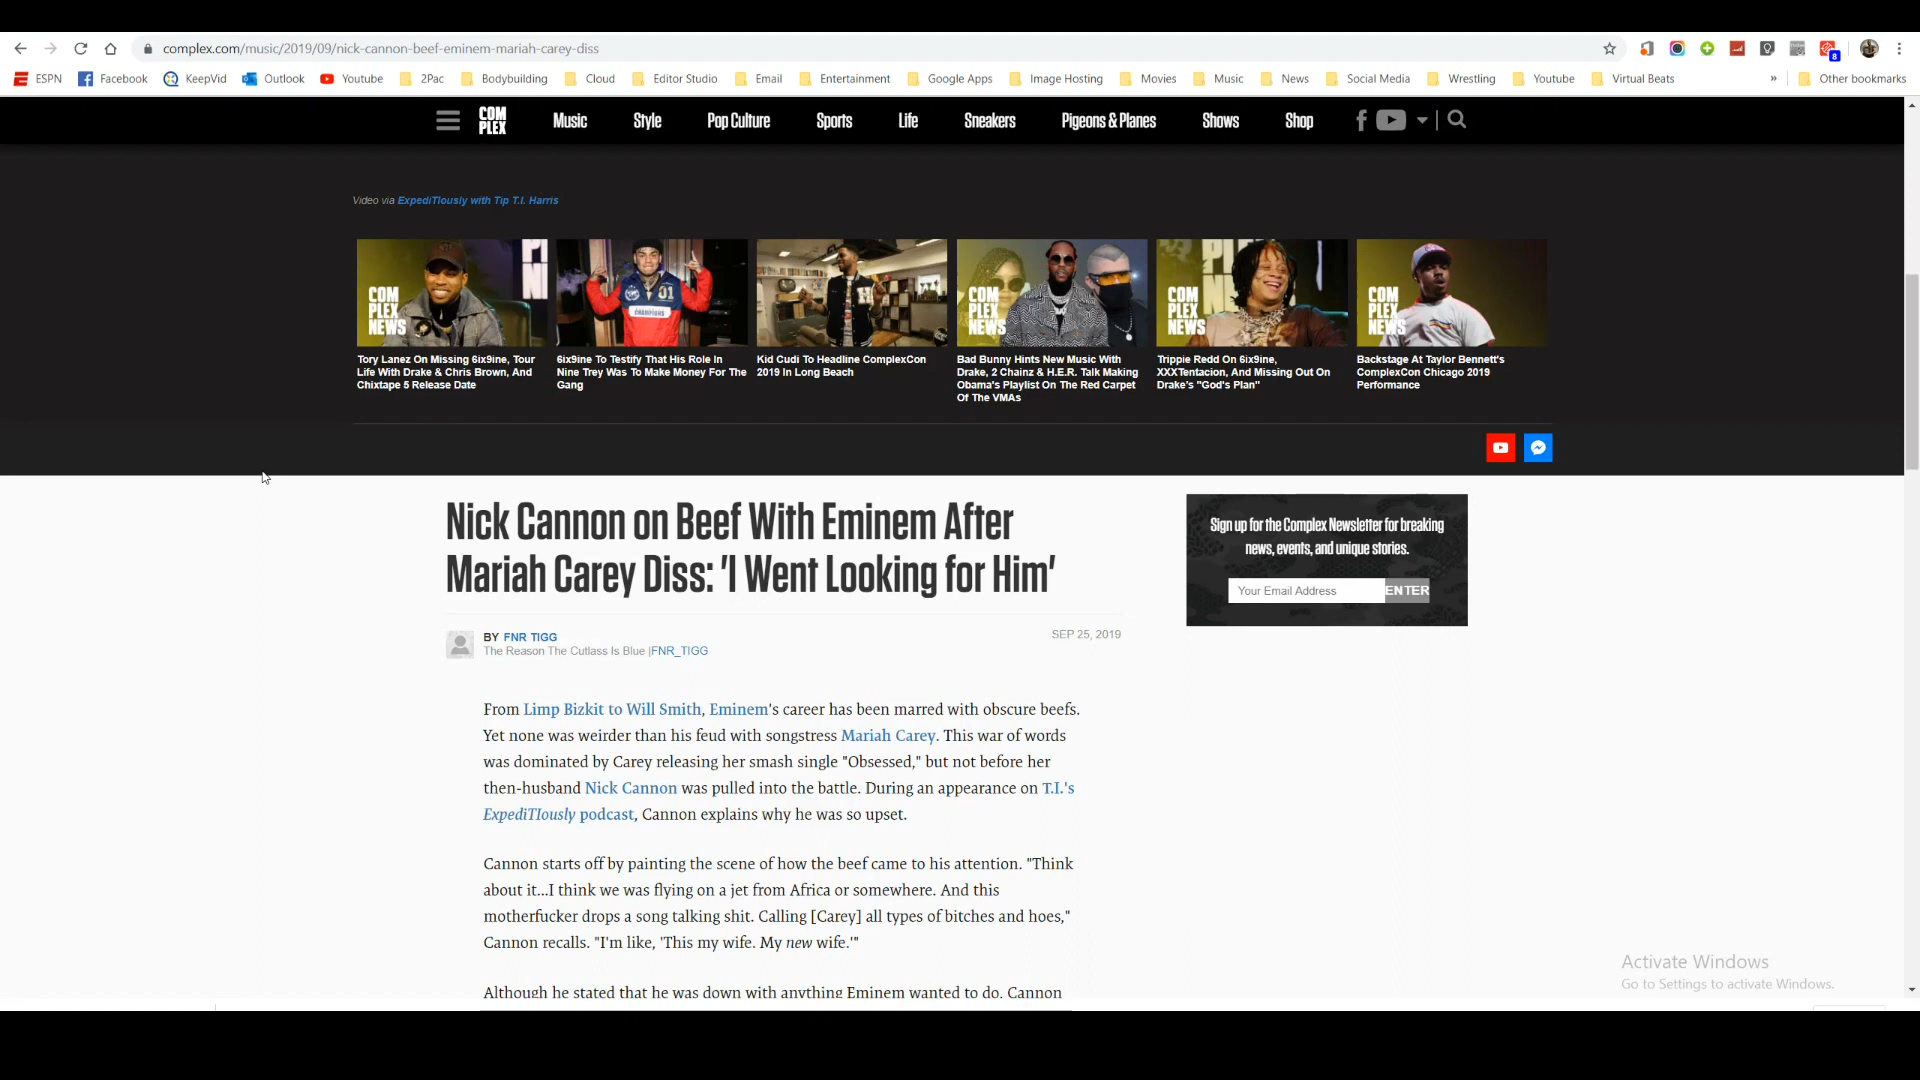 complex.com/music/2019/09/nick-cannon-beef-eminem-mariah-carey-diss
8
ESPN Facebook KeepVid Outlook Youtube 2Pac Bodybuilding Cloud Editor Studio Email Entertainment Google Apps Image Hosting Movies Music News Social Media Wrestling Youtube Virtual Beats » Other bookmarks
COM
PLEX
Music Style Pop Culture Sports Life Sneakers Pigeons & Planes Shows Shop
Video via ExpediTIously with Tip T.I. Harris
COM
PLEX
NEWS
01
CHAMPIONS
COM
PLEX
NEWS
COM
PLEX
NEWS
COM
PLEX
NEWS
Tory Lanez On Missing 6ix9ine, Tour
Life With Drake & Chris Brown, And
Chixtape 5 Release Date
6ix9ine To Testify That His Role In
Nine Trey Was To Make Money For The
Gang
Kid Cudi To Headline ComplexCon
2019 In Long Beach
Bad Bunny Hints New Music With
Drake, 2 Chainz & H.E.R. Talk Making
Obama's Playlist On The Red Carpet
Of The VMAs
Trippie Redd On 6ix9ine,
XXXTentacion, And Missing Out On
Drake's "God's Plan"
Backstage At Taylor Bennett's
ComplexCon Chicago 2019
Performance
Nick Cannon on Beef With Eminem After
Mariah Carey Diss: 'I Went Looking for Him'
BY FNR TIGG
The Reason The Cutlass Is Blue |FNR_TIGG
SEP 25, 2019
Sign up for the Complex Newsletter for breaking
news, events, and unique stories.
Your Email Address ENTER
From Limp Bizkit to Will Smith, Eminem's career has been marred with obscure beefs.
Yet none was weirder than his feud with songstress Mariah Carey. This war of words
was dominated by Carey releasing her smash single "Obsessed," but not before her
then-husband Nick Cannon was pulled into the battle. During an appearance on T.I.'s
ExpediTIously podcast, Cannon explains why he was so upset.
Cannon starts off by painting the scene of how the beef came to his attention. "Think
about it...I think we was flying on a jet from Africa or somewhere. And this
motherfucker drops a song talking shit. Calling [Carey] all types of bitches and hoes,"
Cannon recalls. "I'm like, 'This my wife. My new wife.'"
Although he stated that he was down with anything Eminem wanted to do, Cannon
Activate Windows
Go to Settings to activate Windows.